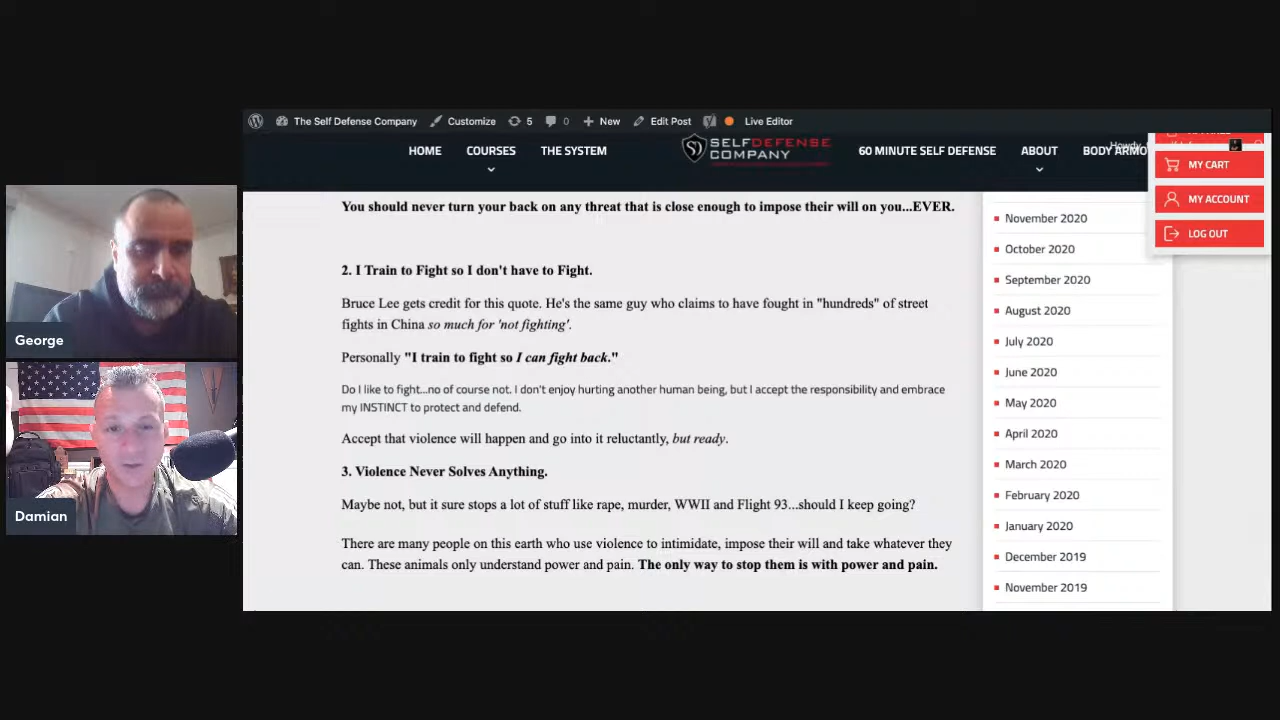 The Self Defense Company Customize 5 0 New Edit Post Live Editor
HOME COURSES THE SYSTEM SELFDEFENSE COMPANY 60 MINUTE SELF DEFENSE ABOUT BODY ARMO
MY CART
MY ACCOUNT
LOG OUT
You should never turn your back on any threat that is close enough to impose their will on you...EVER.
2. I Train to Fight so I don't have to Fight.
Bruce Lee gets credit for this quote. He's the same guy who claims to have fought in "hundreds" of street
fights in China so much for 'not fighting'.
Personally "I train to fight so I can fight back."
Do I like to fight...no of course not. I don't enjoy hurting another human being, but I accept the responsibility and embrace
my INSTINCT to protect and defend.
Accept that violence will happen and go into it reluctantly, but ready.
3. Violence Never Solves Anything.
Maybe not, but it sure stops a lot of stuff like rape, murder, WWII and Flight 93...should I keep going?
There are many people on this earth who use violence to intimidate, impose their will and take whatever they
can. These animals only understand power and pain. The only way to stop them is with power and pain.
November 2020
October 2020
September 2020
August 2020
July 2020
June 2020
May 2020
April 2020
March 2020
February 2020
January 2020
December 2019
November 2019
George
Damian